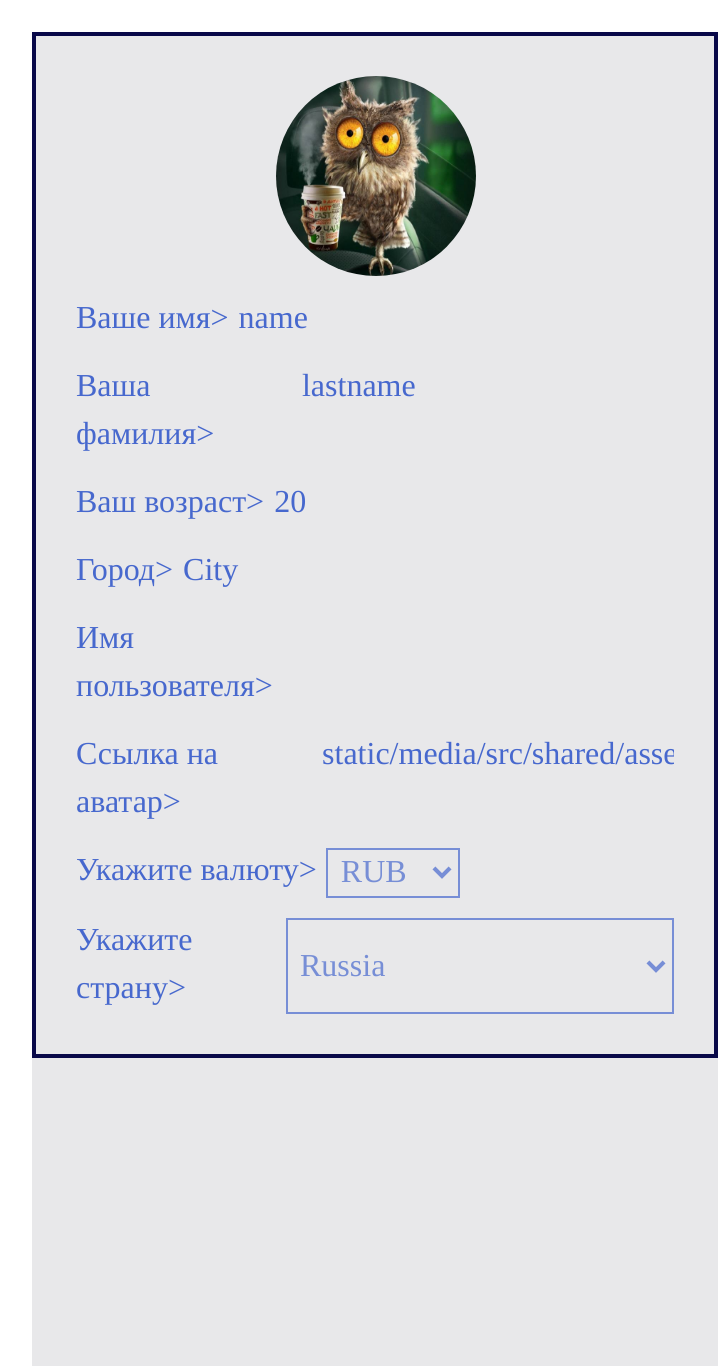 Ваше имя> name
Ваша lastname
фамилия>
Ваш возраст> 20
Город> City
Имя
пользователя>
Ссылка на static/media/src/shared/asse
аватар>
Укажите валюту> RUB
Укажите
страну>
Russia